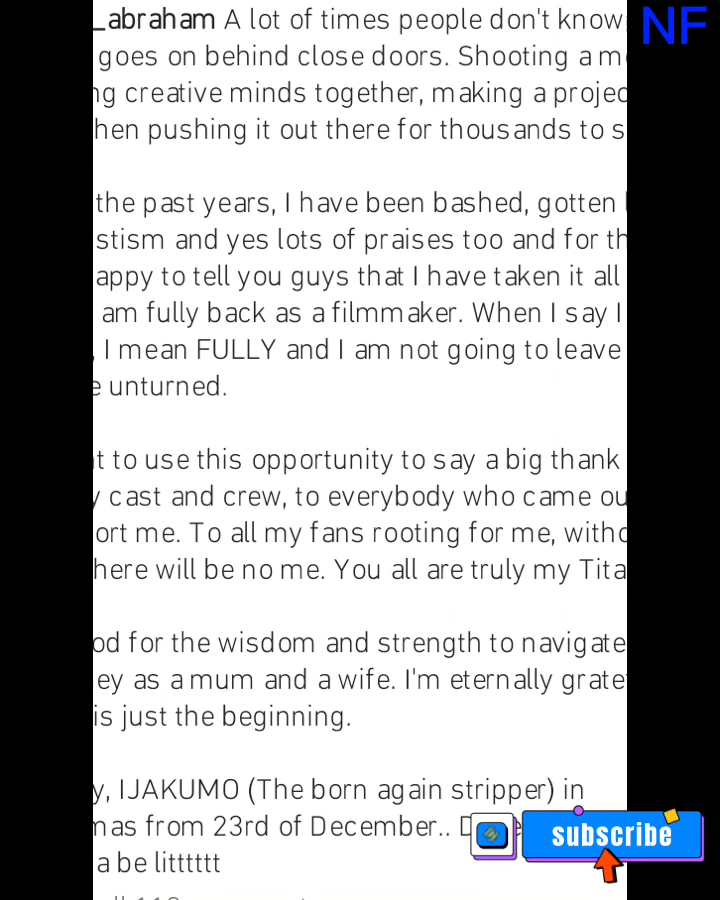 _abraham A lot of times people don't know
goes on behind close doors. Shooting a m
ng creative minds together, making a projec
hen pushing it out there for thousands to s
the past years, I have been bashed, gotten
stism and yes lots of praises too and for th
appy to tell you guys that I have taken it all
am fully back as a filmmaker. When I say I
, I mean FULLY and I am not going to leave
e unturned.
t to use this opportunity to say a big thank
y cast and crew, to everybody who came ou
ort me. To all my fans rooting for me, witho
here will be no me. You all are truly my Tita
od for the wisdom and strength to navigate
ey as a mum and a wife. I'm eternally grate
is just the beginning.
y, IJAKUMO (The born again stripper) in
mas from 23rd of December.. D
a be litttttt
NF
subscribe